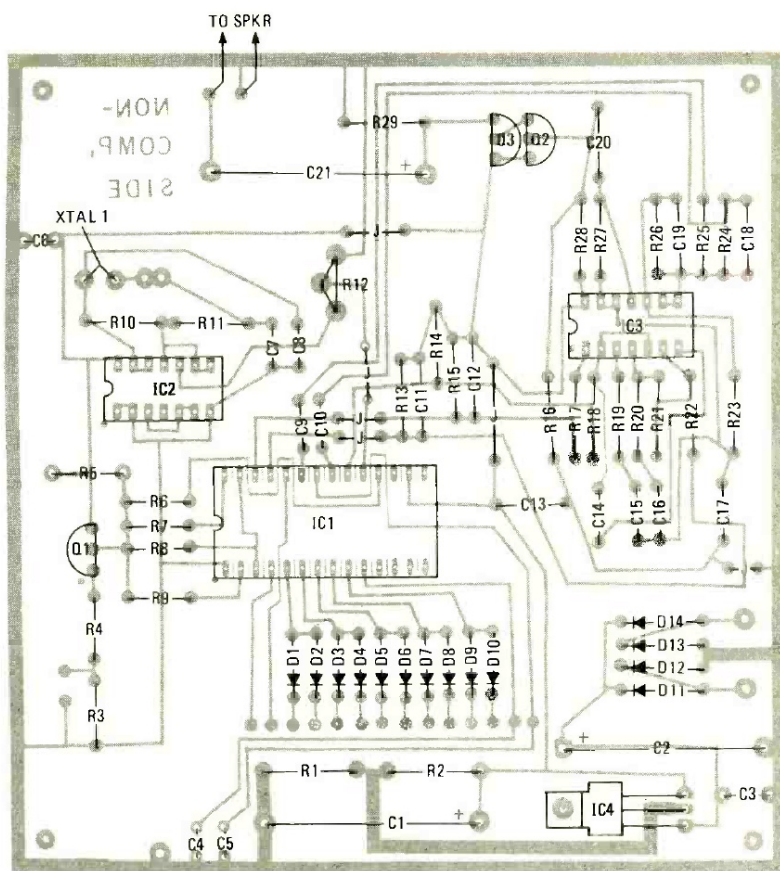 TO SPKR
NON-
COMP,
SIDE
R29
Q3
Q2
C20
C21
+
XTAL 1
C6
J
R28
R27
R26
C19
R25
R24
C18
R12
R10
R11
C7
C8
IC3
IC2
J
R13
C11
R14
R15
C12
R16
R17
R18
R19
R20
R21
R22
R23
C9
C10
J
J
R5
R6
R7
Q1
R8
R9
IC1
C13
C14
C15
C16
C17
J
R4
R3
D1
D2
D3
D4
D5
D6
D7
D8
D9
D10
D14
D13
D12
D11
+
C2
R1
R2
IC4
C3
C1
+
C4
C5